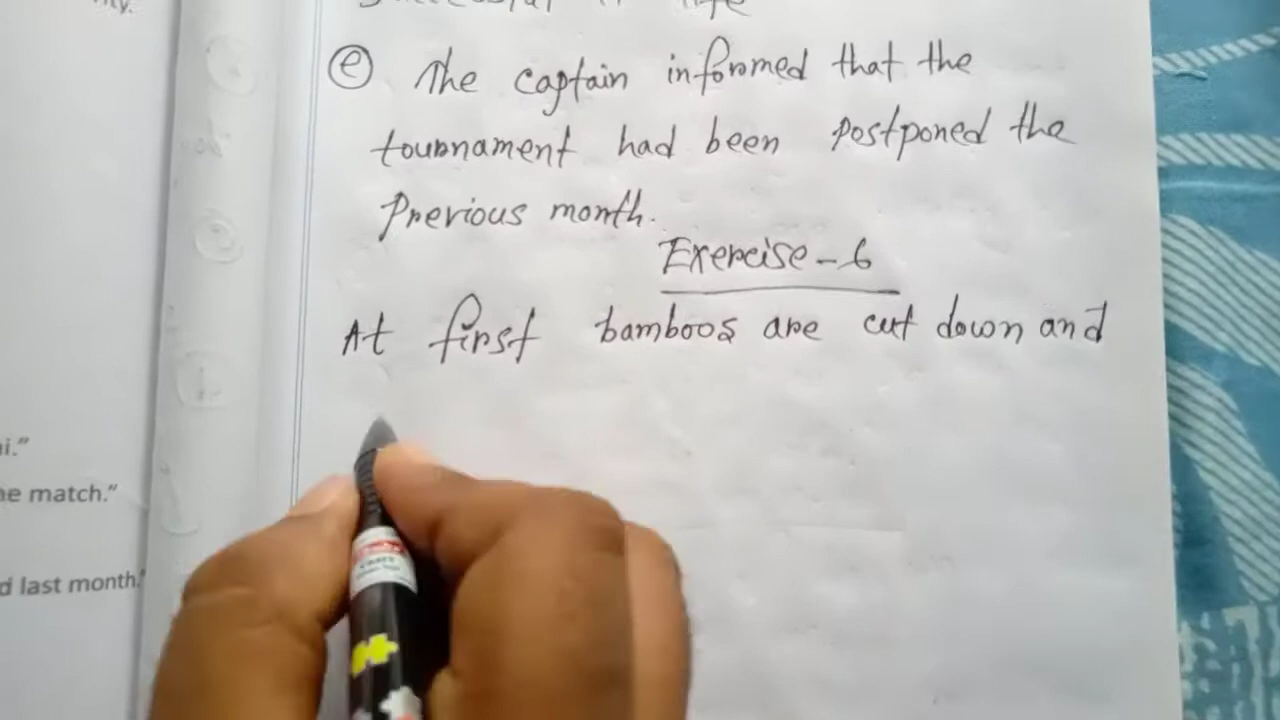 life
ⓔ The captain informed that the
tournament had been postponed the
Previous month.
Exercise - 6
At first bamboos are cut down and
i."
he match."
d last month."